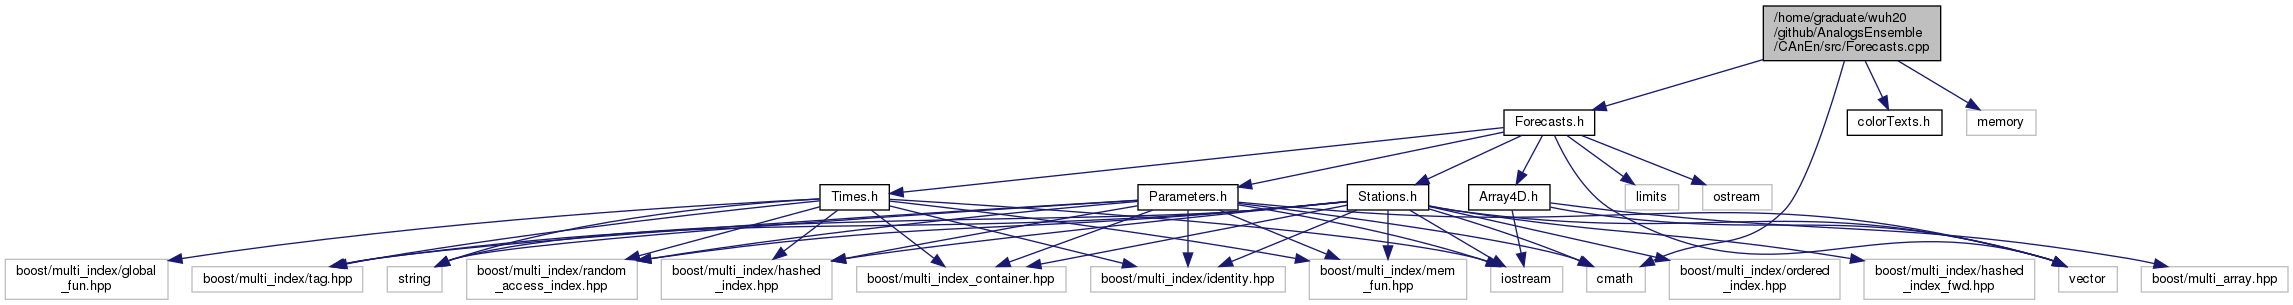 /home/graduate/wuh20
/github/AnalogsEnsemble
/CAnEn/src/Forecasts.cpp
Forecasts.h
colorTexts.h
memory
Times.h
Parameters.h
Stations.h
Array4D.h
limits
ostream
boost/multi_index/global
_fun.hpp
boost/multi_index/tag.hpp
string
boost/multi_index/random
_access_index.hpp
boost/multi_index/hashed
_index.hpp
boost/multi_index_container.hpp
boost/multi_index/identity.hpp
boost/multi_index/mem
_fun.hpp
iostream
cmath
boost/multi_index/ordered
_index.hpp
boost/multi_index/hashed
_index_fwd.hpp
vector
boost/multi_array.hpp